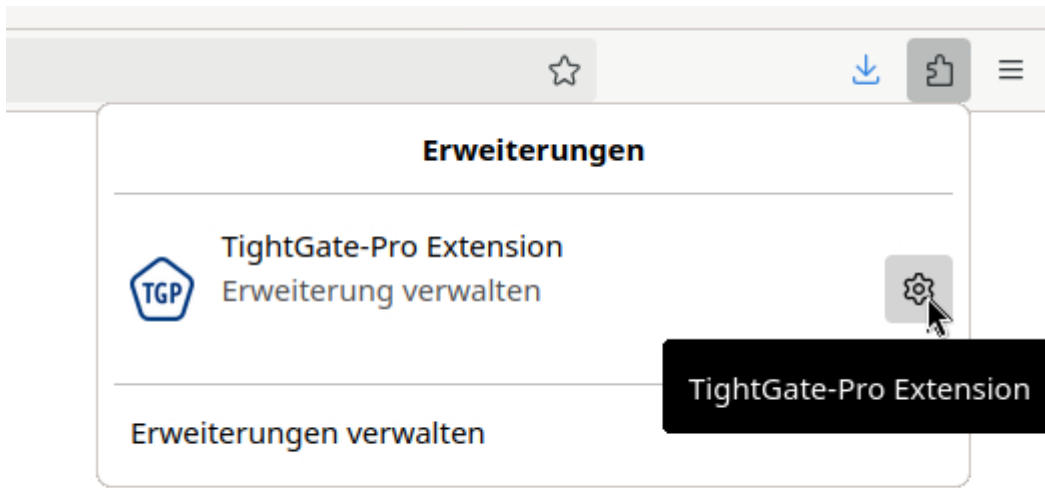 Erweiterungen
TightGate-Pro Extension
TGP
Erweiterung verwalten
TightGate-Pro Extension
Erweiterungen verwalten